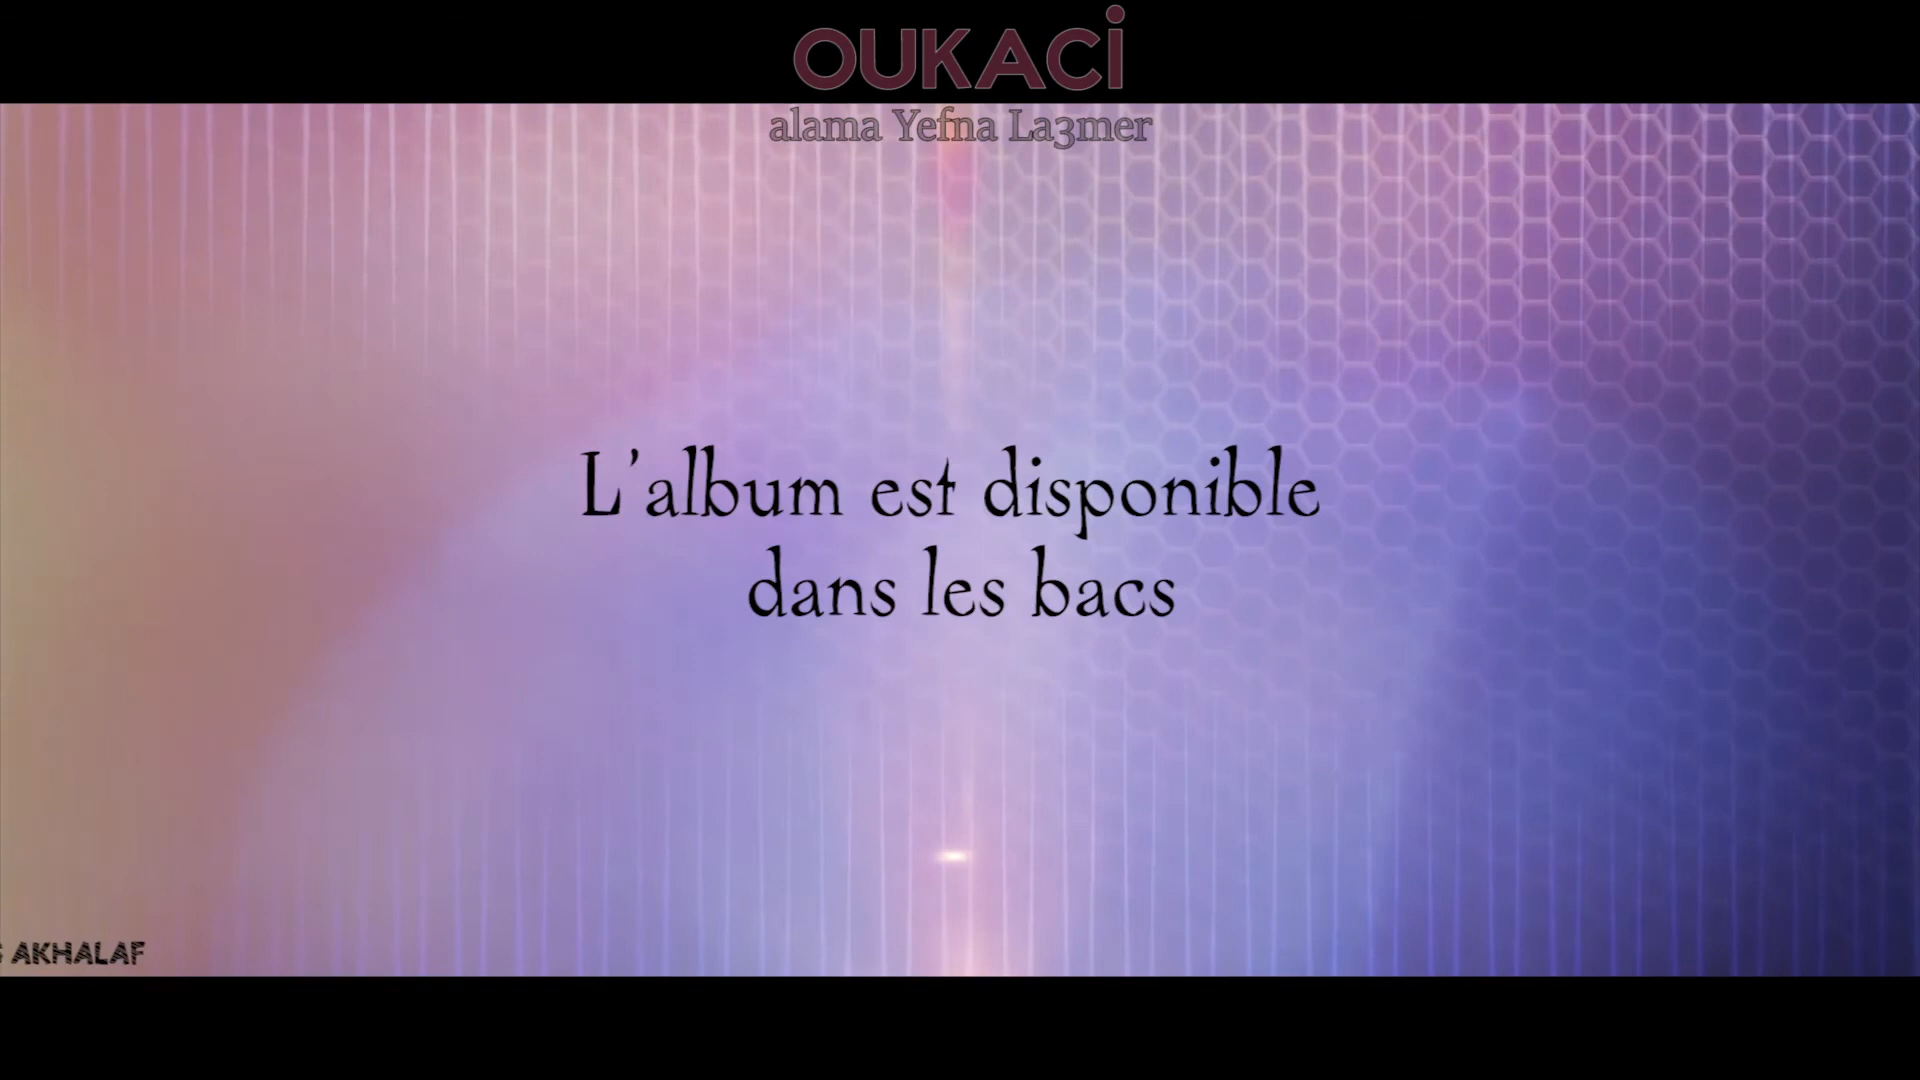 OUKACİ
alama Yefna La3mer
L'album est disponible
dans les bacs
AKHALAF